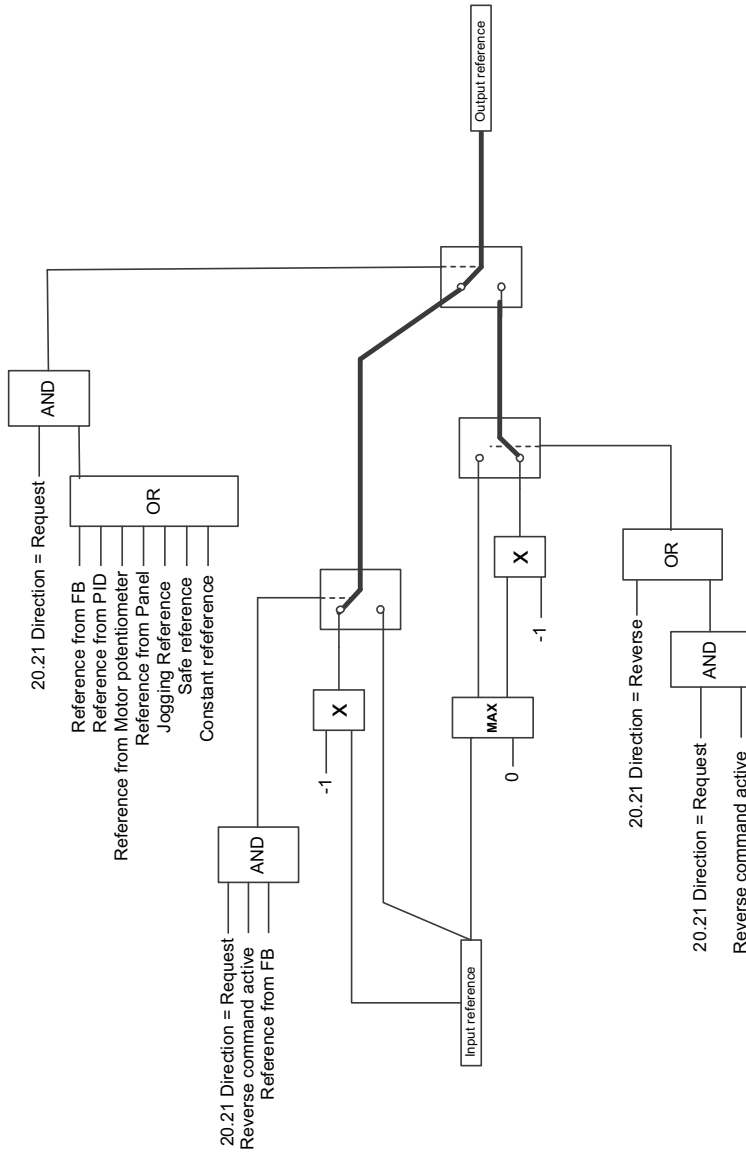 20.21 Direction = Request
AND
Reference from FB
Reference from PID
Reference from Motor potentiometer
Reference from Panel
Jogging Reference
Safe reference
Constant refeference
OR
20.21 Direction = Request
Reverse command active
Reference from FB
AND
-1
X
Input reference
0
MAX
-1
X
Output reference
20.21 Direction = Reverse
OR
20.21 Direction = Request
Reverse command active
AND